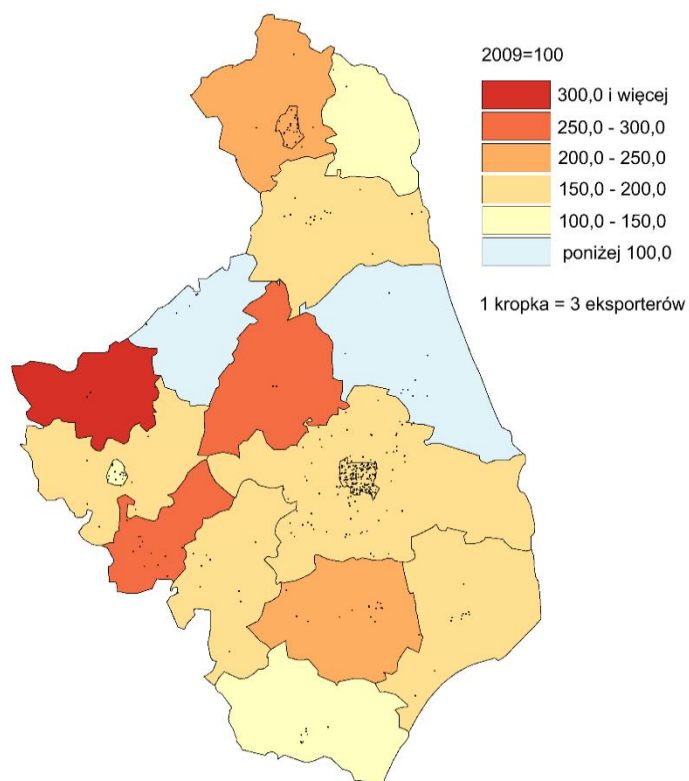 2009=100
300,0 i więcej
250,0 - 300,0
200,0 - 250,0
150,0 - 200,0
100,0 - 150,0
poniżej 100,0
1 kropka = 3 eksporterów